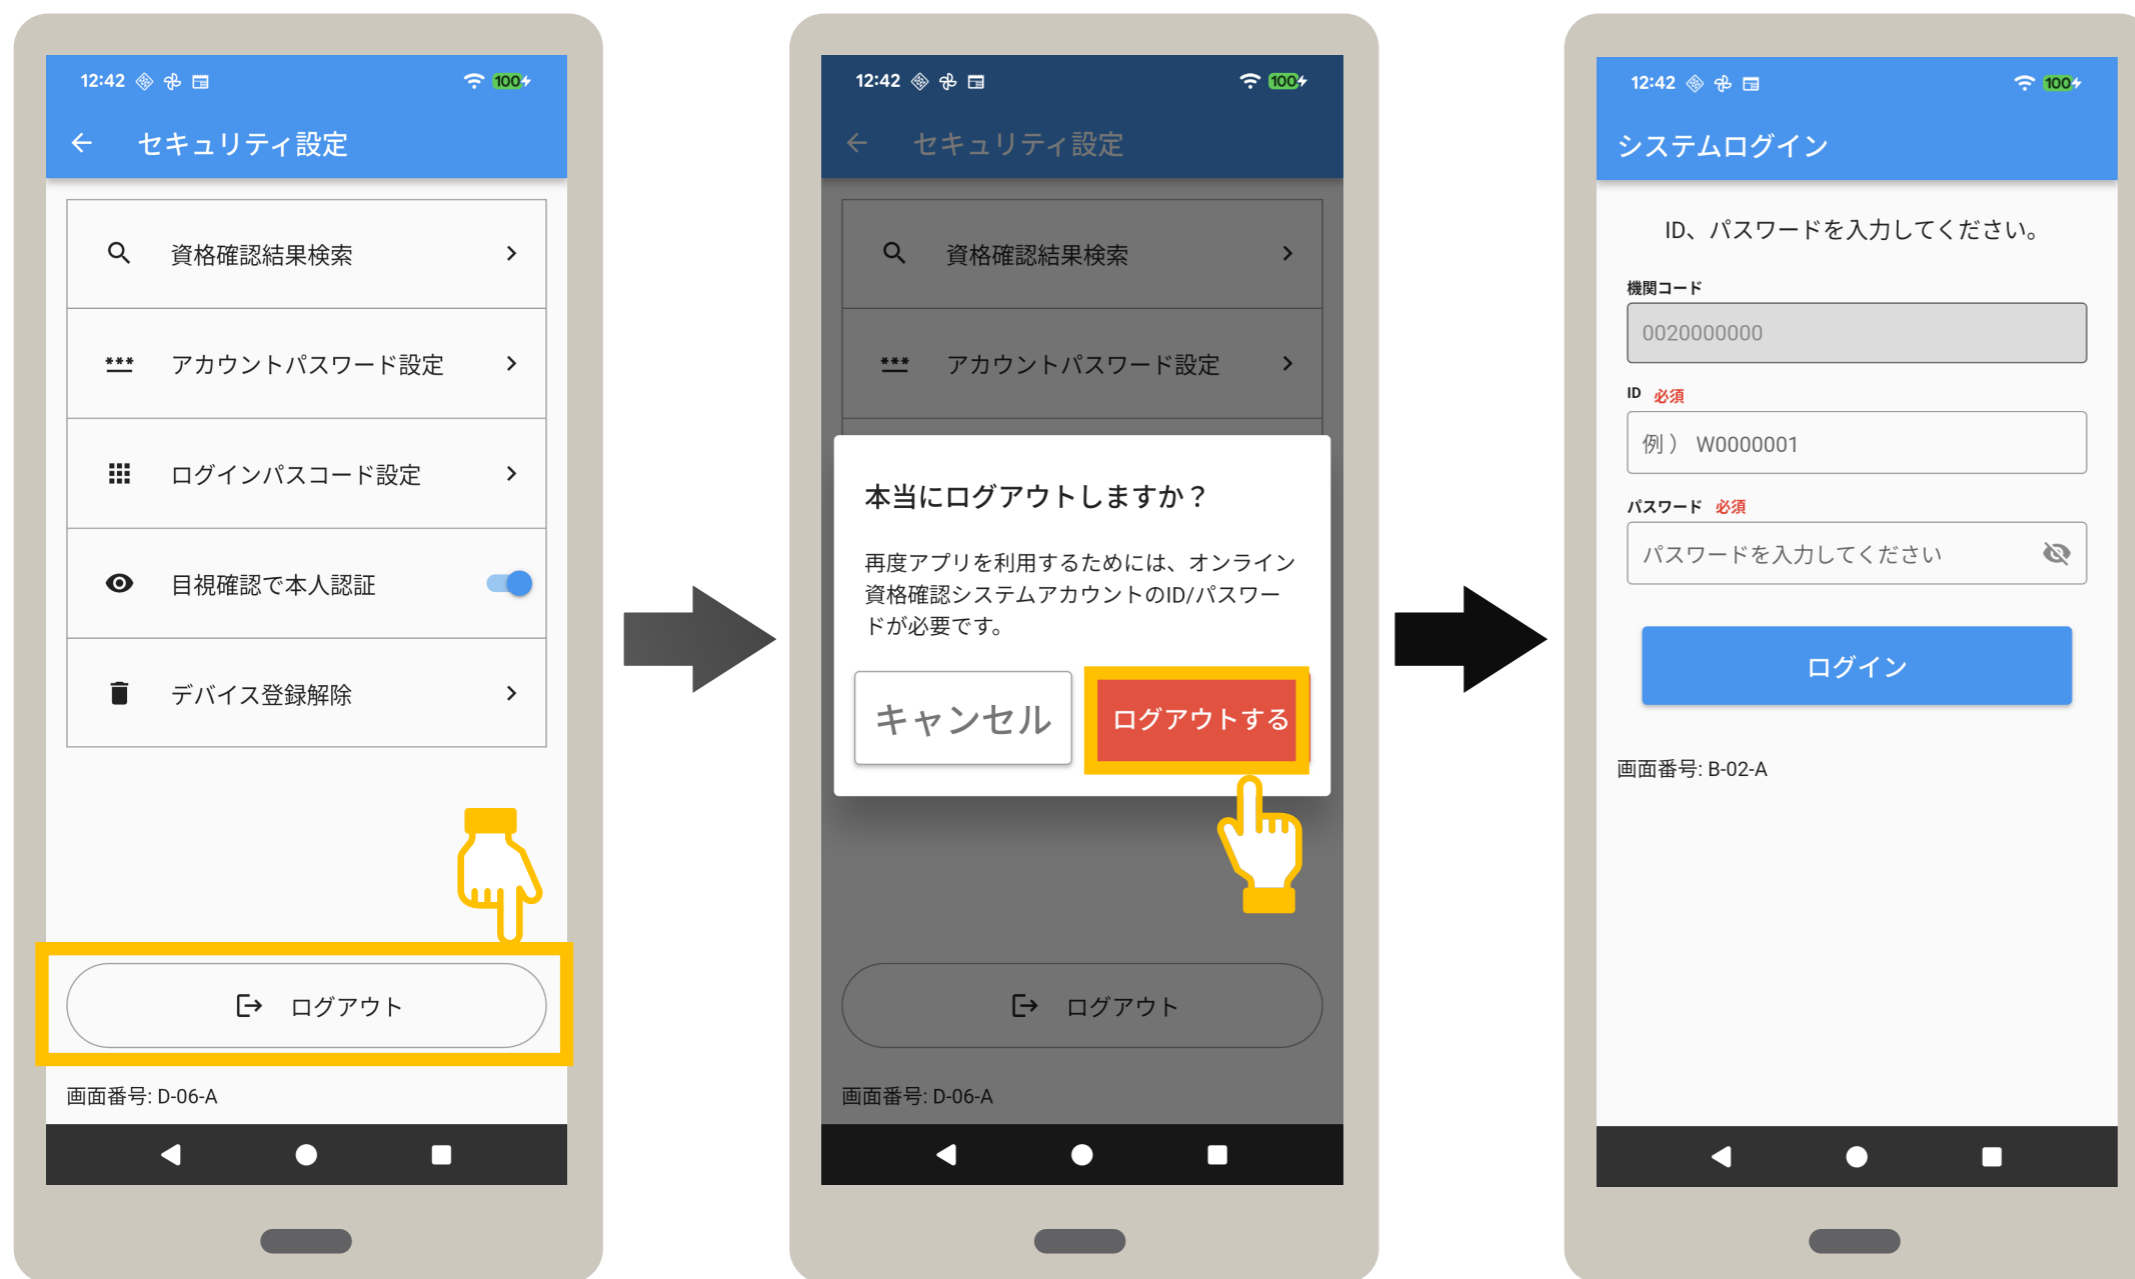 12:42 100
セキュリティ設定
資格確認結果検索
*** アカウントパスワード設定
ログインパスコード設定
目視確認で本人認証
デバイス登録解除
ログアウト
画面番号: D-06-A
12:42 100
セキュリティ設定
資格確認結果検索
*** アカウントパスワード設定
本当にログアウトしますか？
再度アプリを利用するためには、オンライン
資格確認システムアカウントのID/パスワー
ドが必要です。
キャンセル ログアウトする
ログアウト
画面番号: D-06-A
12:42 100
システムログイン
ID、パスワードを入力してください。
機関コード
0020000000
ID 必須
例） W0000001
パスワード 必須
パスワードを入力してください
ログイン
画面番号: B-02-A